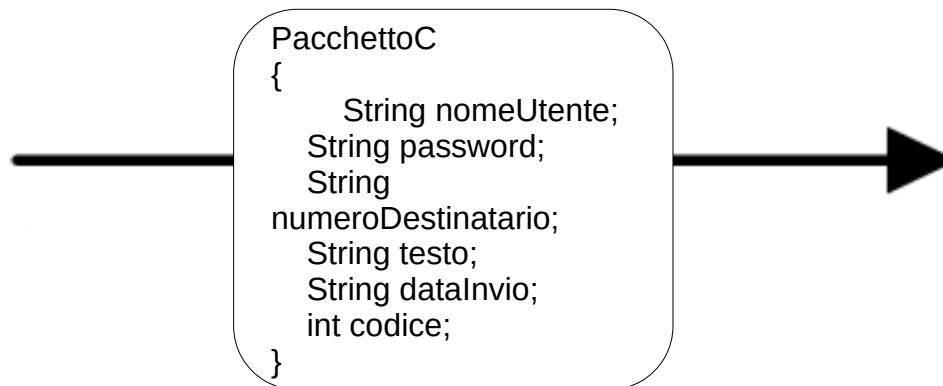 PacchettoC
{
String nomeUtente;
String password;
String
numeroDestinatario;
String testo;
String dataInvio;
int codice;
}